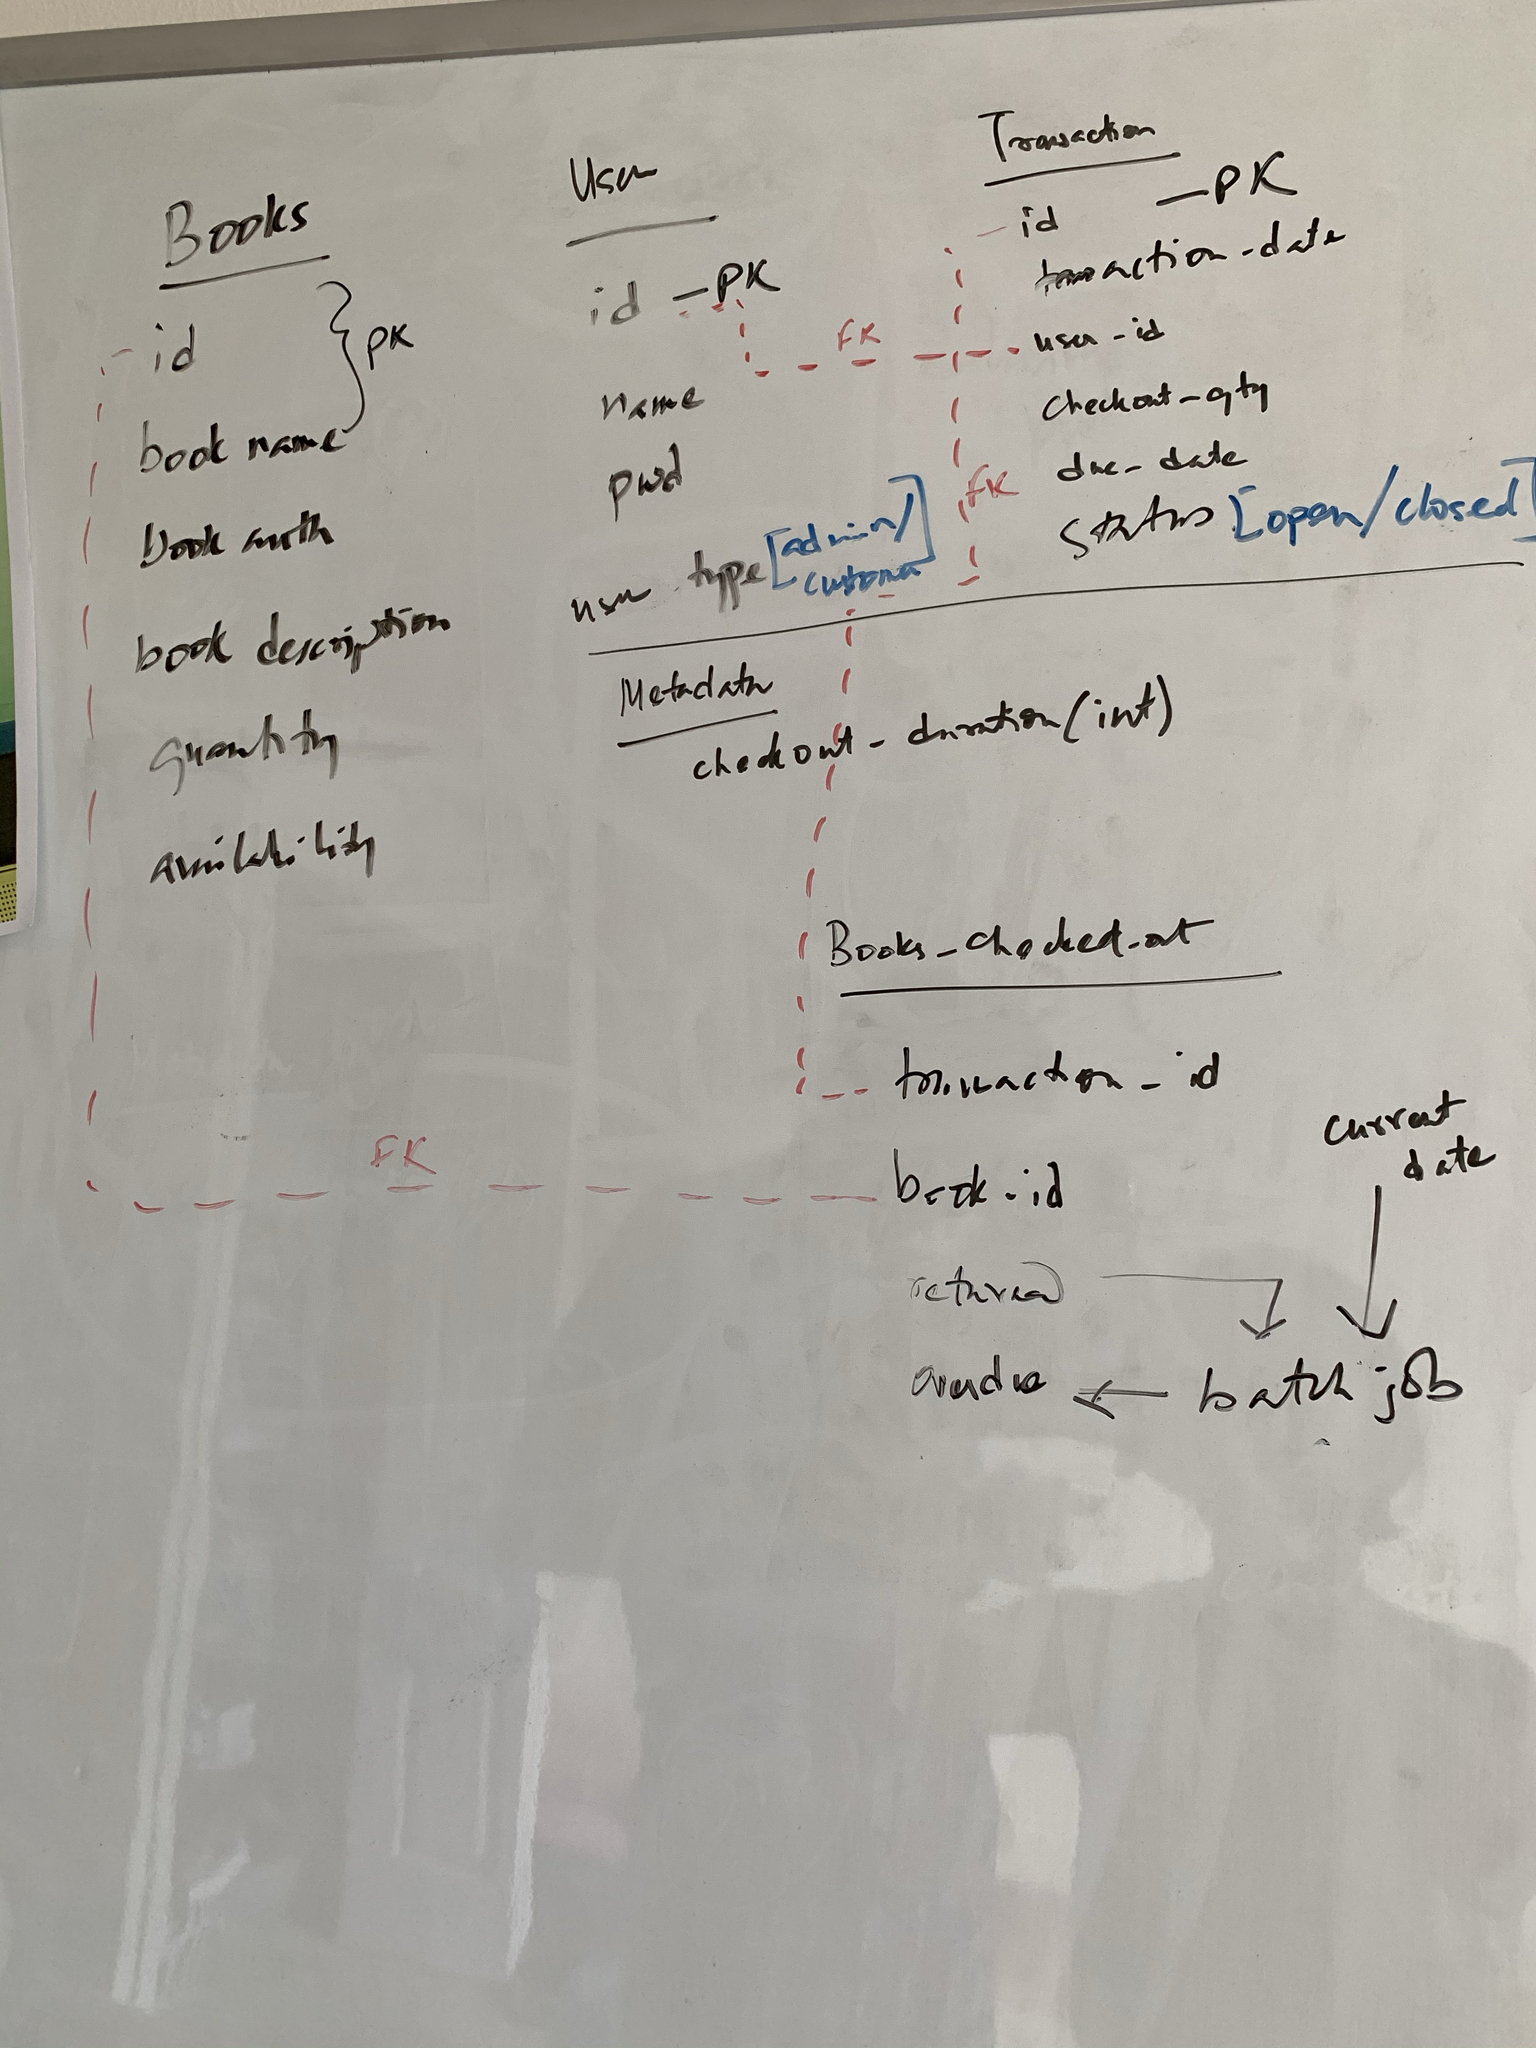 Books
id
PK
book name
book auth
book description
quantity
availability
User
id - PK
name
pwd
user-type [admin/
customer]
Transaction
id - PK
transaction-date
FK
user-id
checkout-qty
due-date
FK
status [open/closed]
Metadata
checkout-duration (int)
Books-checked-out
transaction-id
FK
book-id
returned
overdue
batch job
current
date